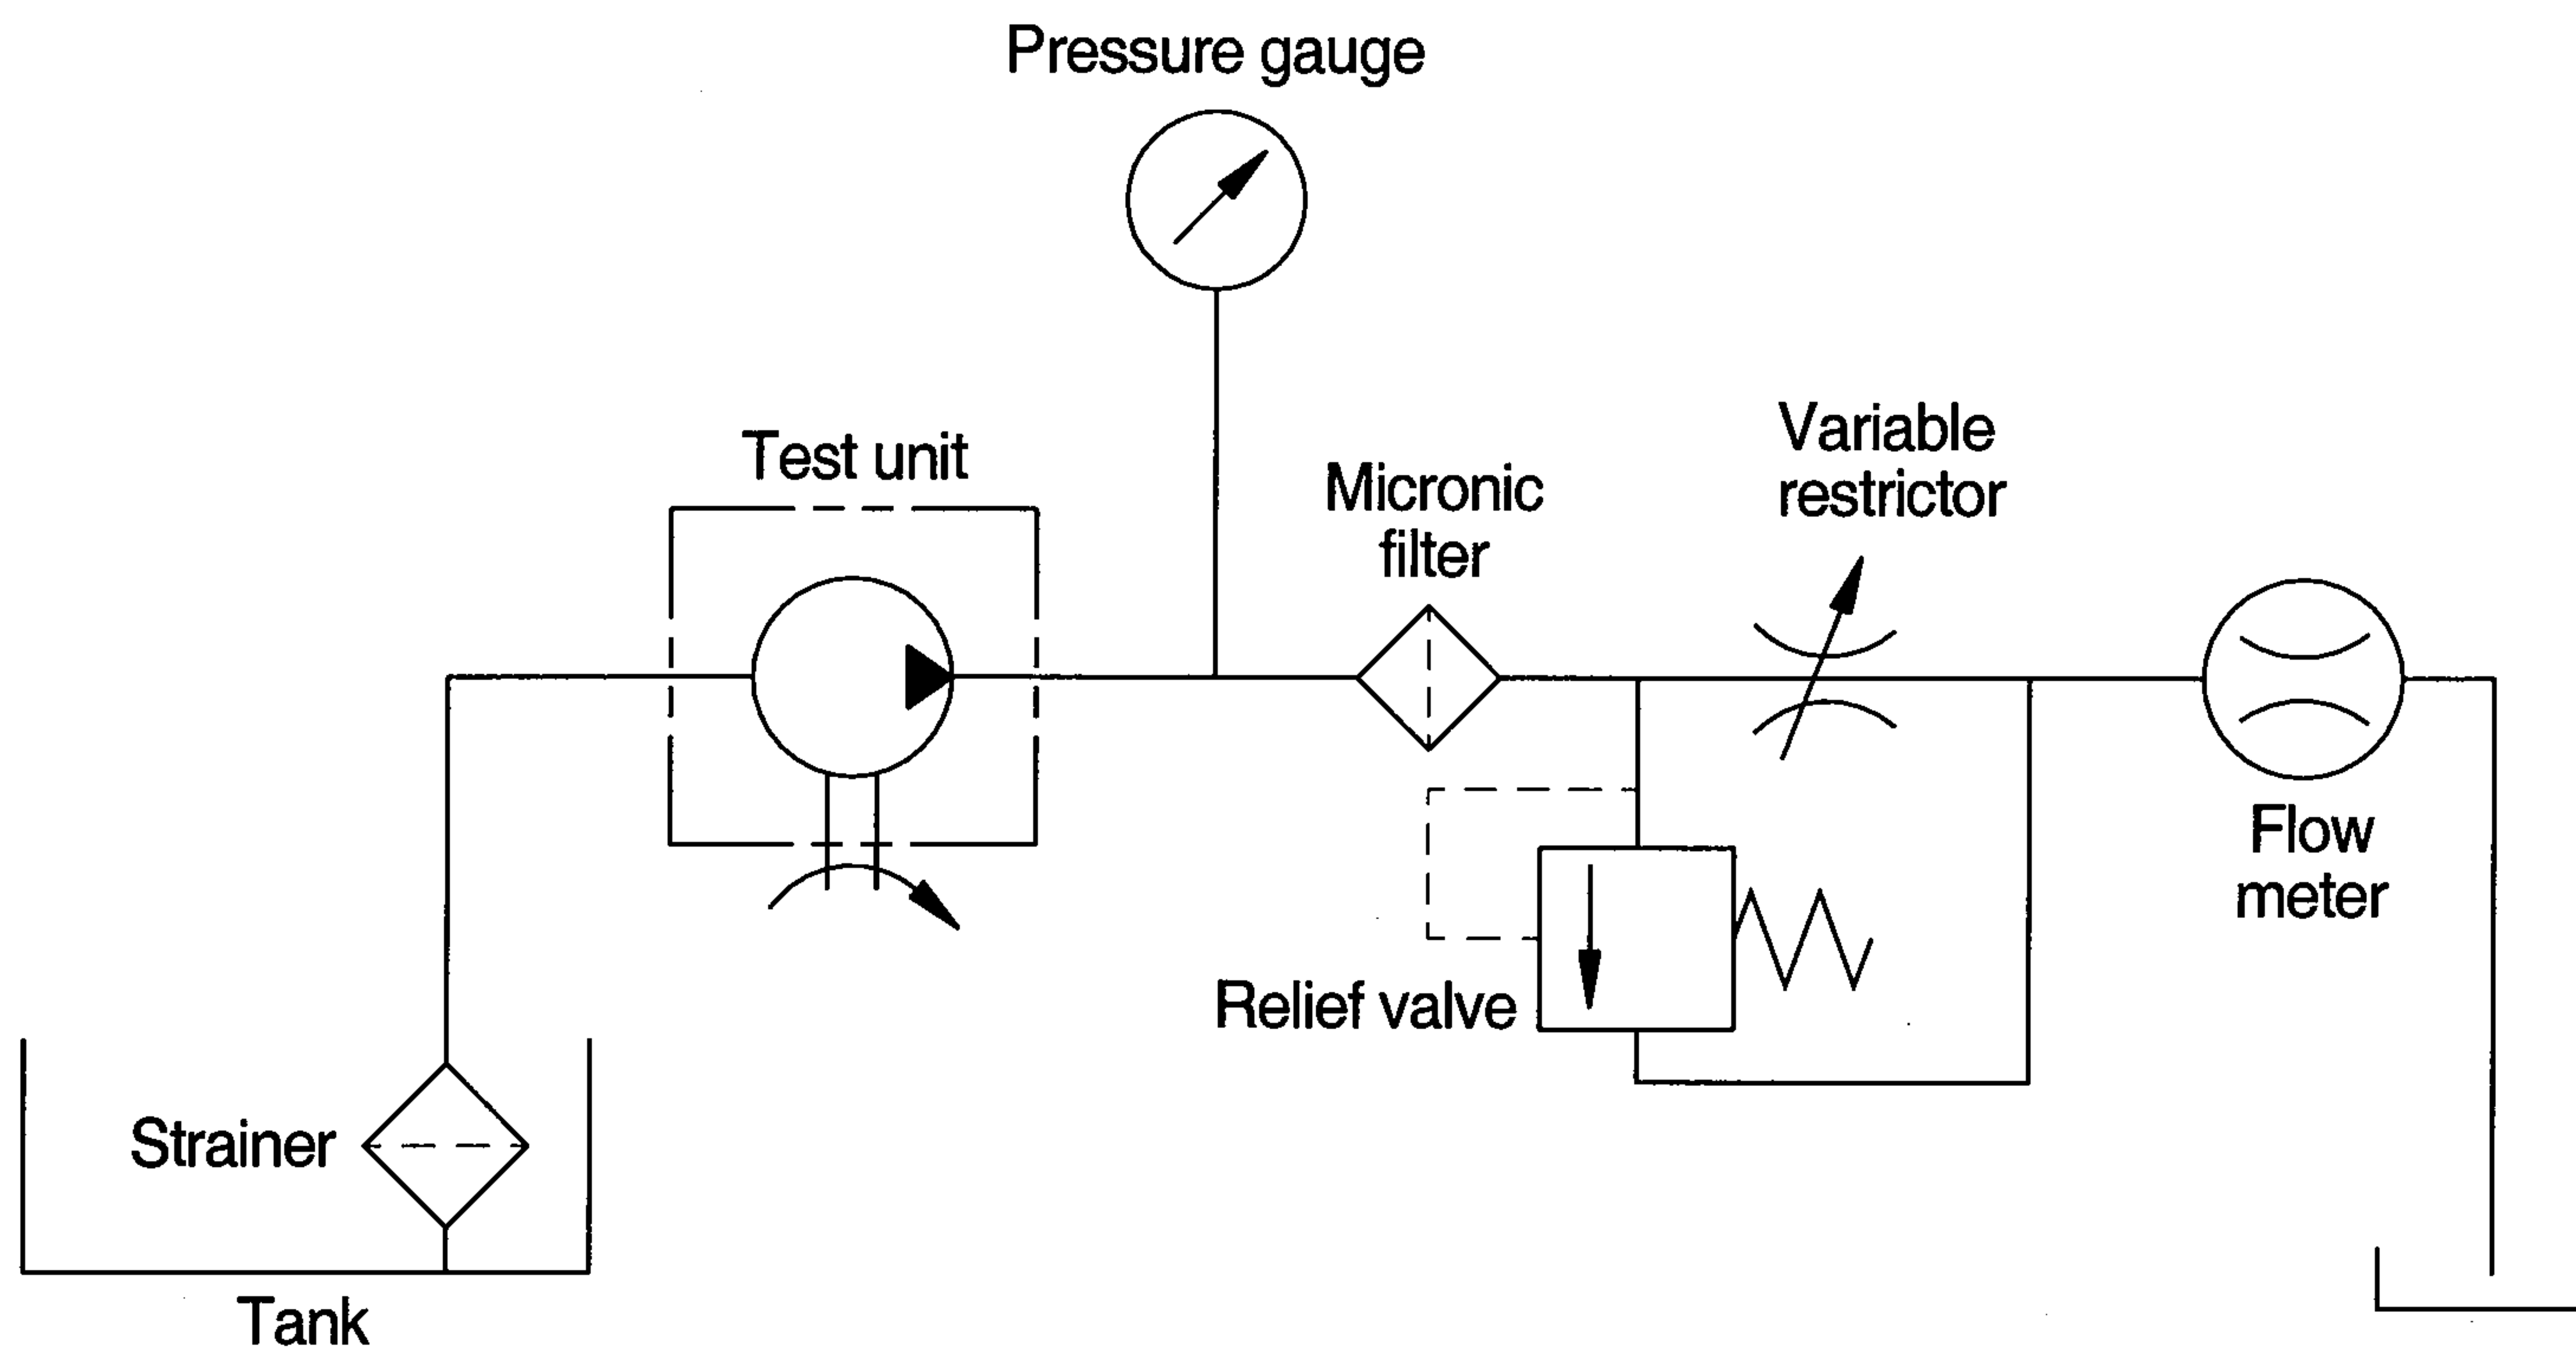 Pressure gauge
Test unit
Micronic
filter
Variable
restrictor
Flow
meter
Relief valve
Strainer
Tank